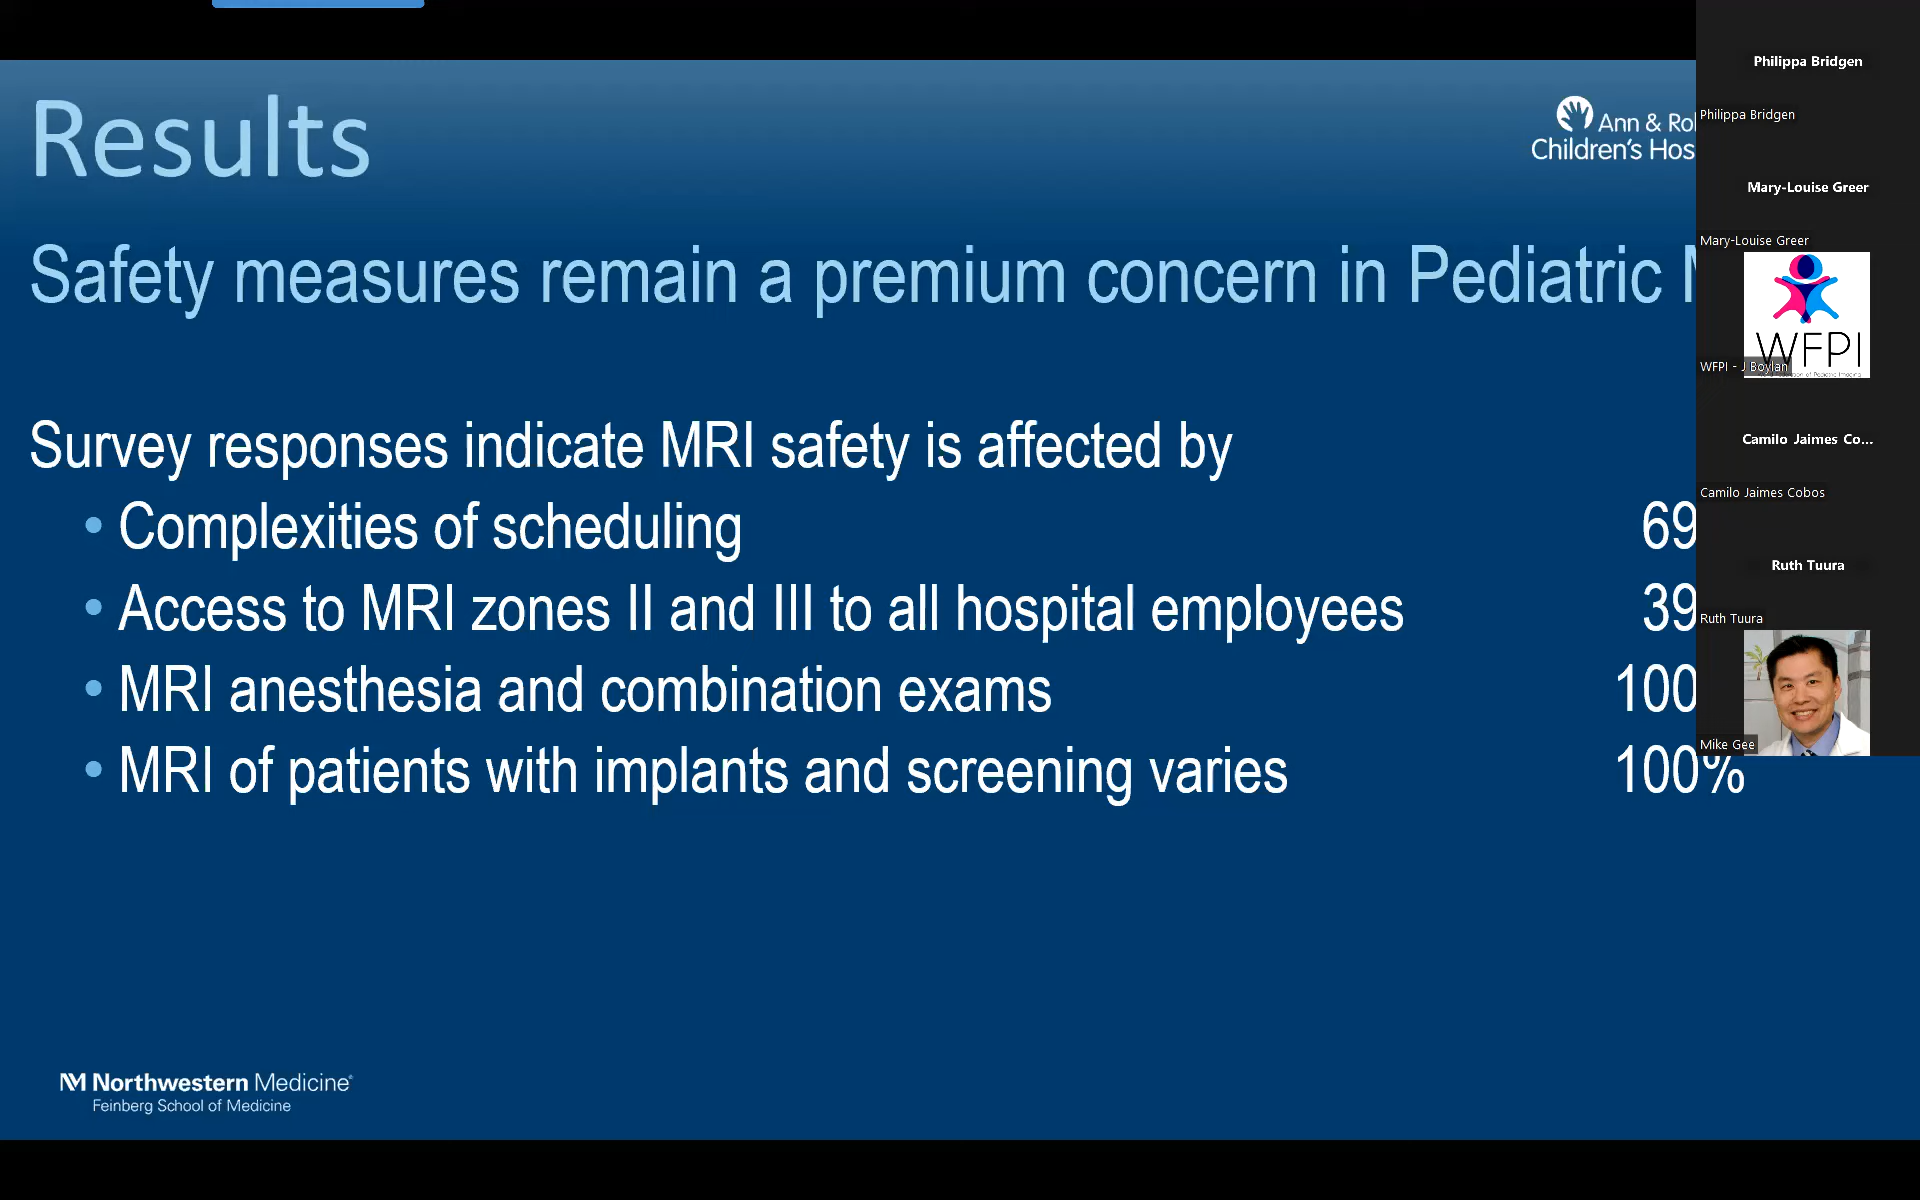 Results
Ann & Ro
Children's Hos
Safety measures remain a premium concern in Pediatric
Survey responses indicate MRI safety is affected by
• Complexities of scheduling 69
• Access to MRI zones II and III to all hospital employees 39
• MRI anesthesia and combination exams 100
• MRI of patients with implants and screening varies 100%
Northwestern Medicine®
Feinberg School of Medicine
Philippa Bridgen
Philippa Bridgen
Mary-Louise Greer
Mary-Louise Greer
WFPI
WFPI - J Boylan
Camilo Jaimes Co...
Camilo Jaimes Cobos
Ruth Tuura
Ruth Tuura
Mike Gee